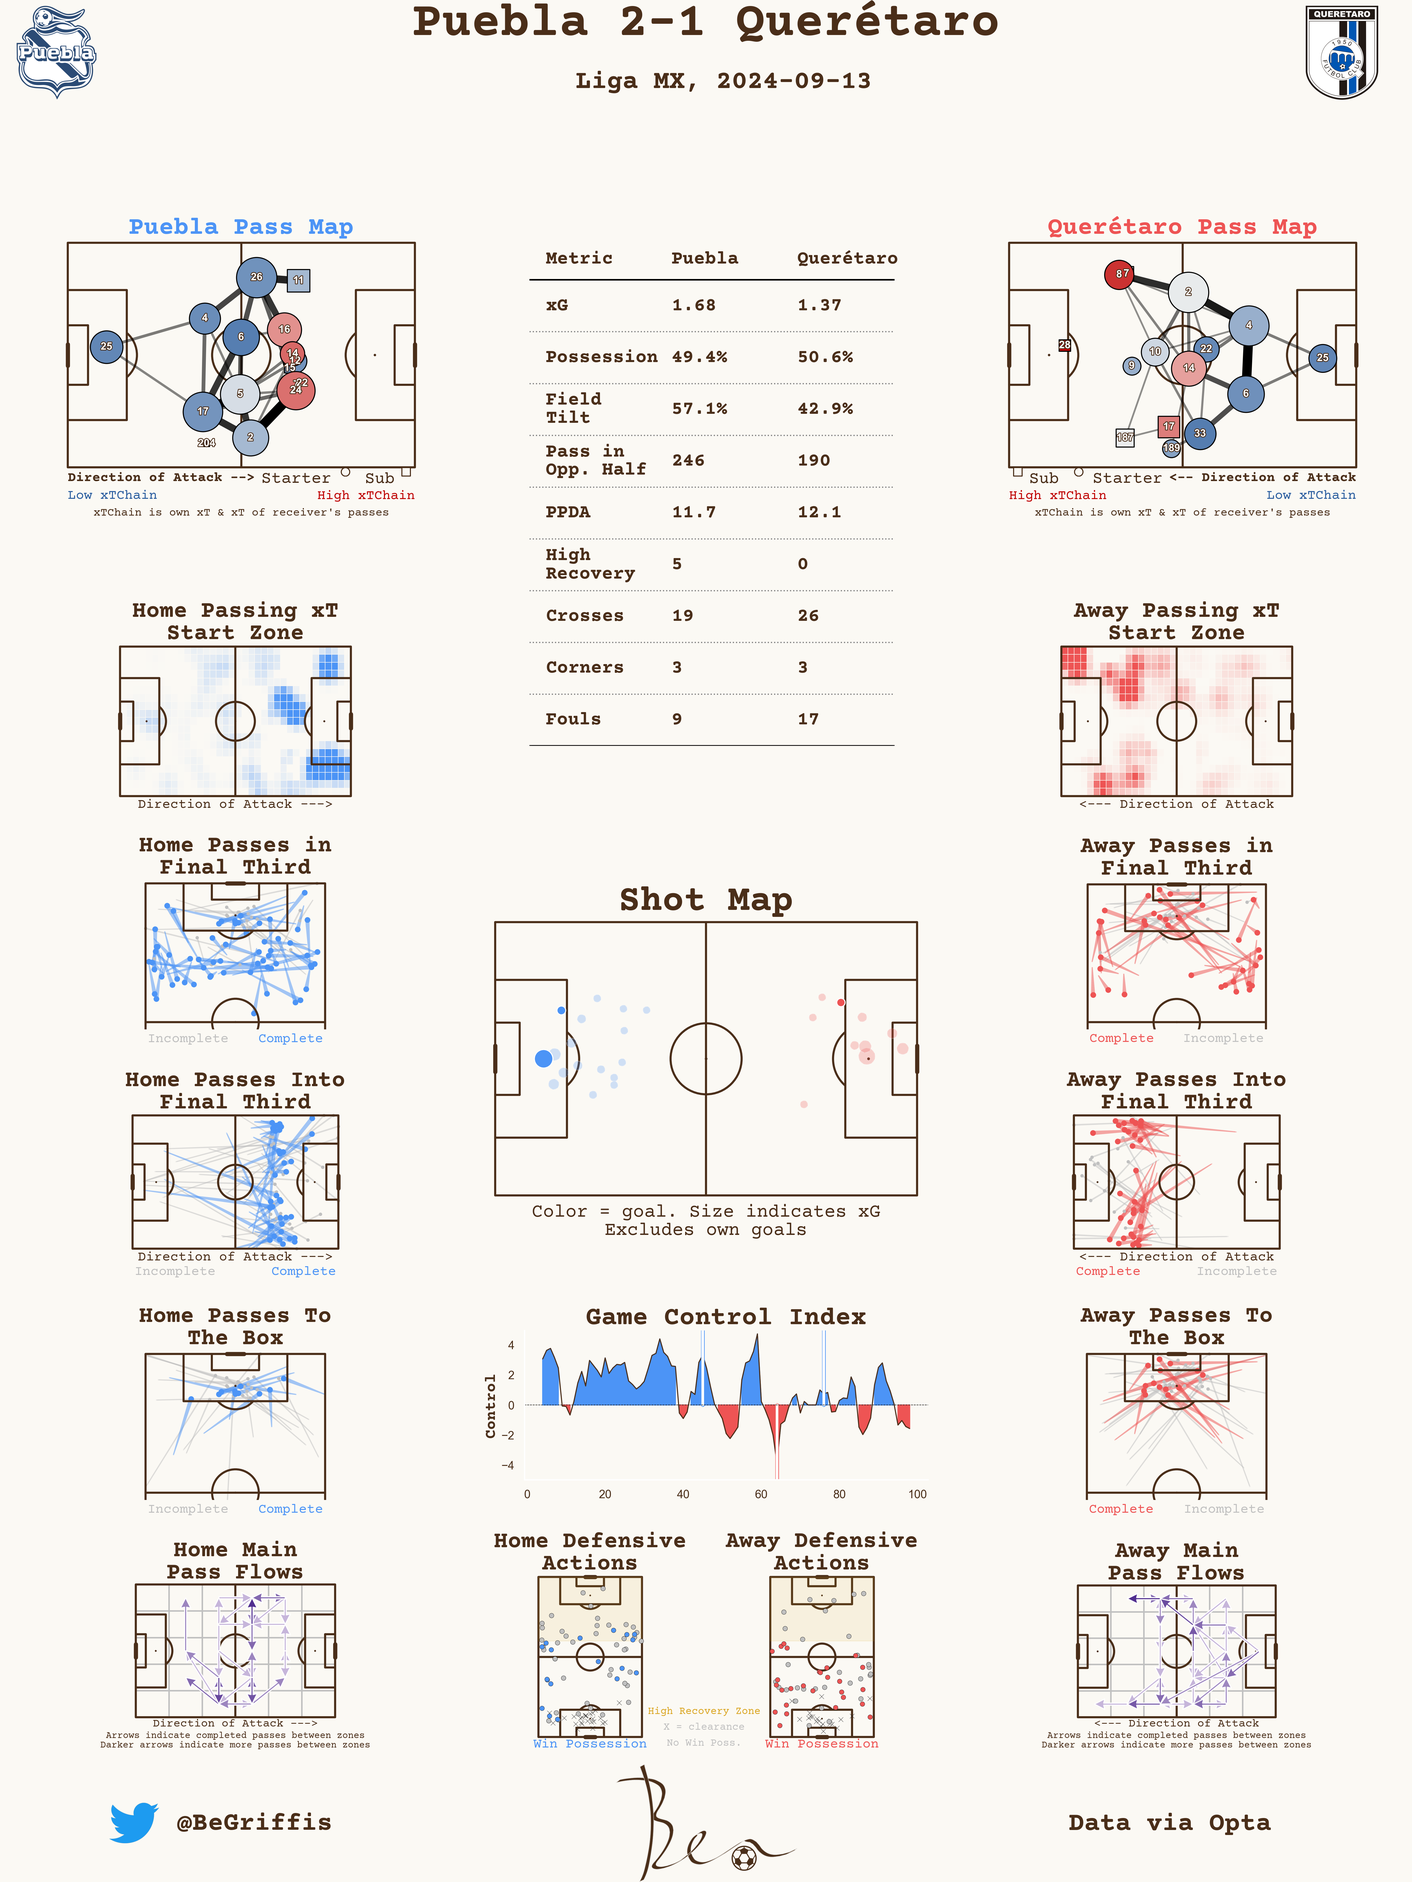 Puebla 2-1 Querétaro
Liga MX, 2024-09-13
Puebla
QUERETARO
1950
FUTBOL CLUB
Puebla Pass Map
26
11
4
6
16
25
14
12
15
22
24
5
17
2
204
Direction of Attack --> Starter Sub
Low xTChain High xTChain
xTChain is own xT & xT of receiver's passes
Metric Puebla Querétaro
xG 1.68 1.37
Possession 49.4% 50.6%
Field Tilt 57.1% 42.9%
Pass in Opp. Half 246 190
PPDA 11.7 12.1
High Recovery 5 0
Crosses 19 26
Corners 3 3
Fouls 9 17
Querétaro Pass Map
87
2
4
28
10
22
25
9
14
6
17
187
33
189
Sub Starter <-- Direction of Attack
High xTChain Low xTChain
xTChain is own xT & xT of receiver's passes
Home Passing xT
Start Zone
Direction of Attack --->
Away Passing xT
Start Zone
<--- Direction of Attack
Home Passes in
Final Third
Incomplete Complete
Shot Map
Color = goal. Size indicates xG
Excludes own goals
Away Passes in
Final Third
Complete Incomplete
Home Passes Into
Final Third
Direction of Attack --->
Incomplete Complete
Away Passes Into
Final Third
<--- Direction of Attack
Complete Incomplete
Home Passes To
The Box
Incomplete Complete
Game Control Index
Control
4
2
0
−2
−4
0 20 40 60 80 100
Away Passes To
The Box
Complete Incomplete
Home Main
Pass Flows
Direction of Attack --->
Arrows indicate completed passes between zones
Darker arrows indicate more passes between zones
Home Defensive
Actions
Win Possession
High Recovery Zone
X = clearance
No Win Poss.
Away Defensive
Actions
Win Possession
Away Main
Pass Flows
<--- Direction of Attack
Arrows indicate completed passes between zones
Darker arrows indicate more passes between zones
@BeGriffis
Ben
Data via Opta